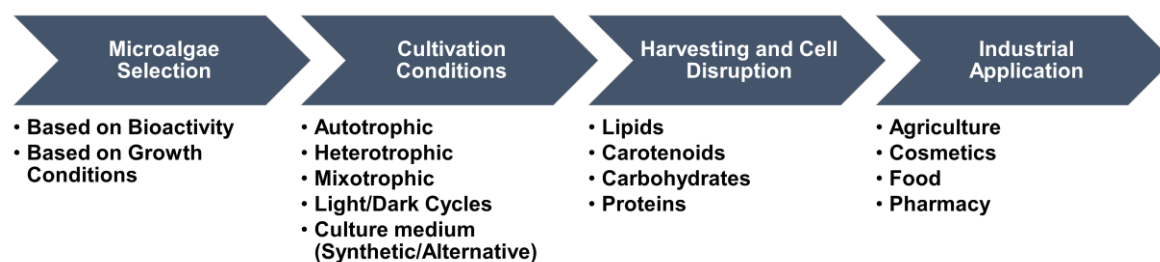 Microalgae
Selection
• Based on Bioactivity
• Based on Growth
Conditions
Cultivation
Conditions
• Autotrophic
• Heterotrophic
• Mixotrophic
• Light/Dark Cycles
• Culture medium
(Synthetic/Alternative)
Harvesting and Cell
Disruption
• Lipids
• Carotenoids
• Carbohydrates
• Proteins
Industrial
Application
• Agriculture
• Cosmetics
• Food
• Pharmacy